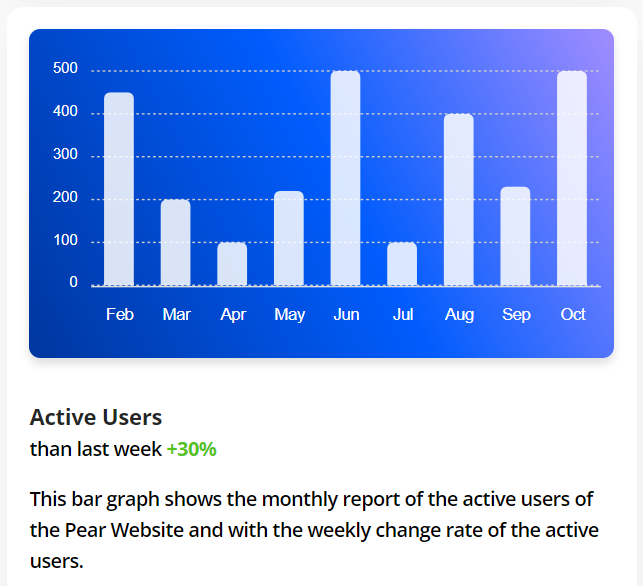 500
400
300
200
100
0
Feb Mar Apr May Jun Jul Aug Sep Oct
Active Users
than last week +30%
This bar graph shows the monthly report of the active users of
the Pear Website and with the weekly change rate of the active
users.